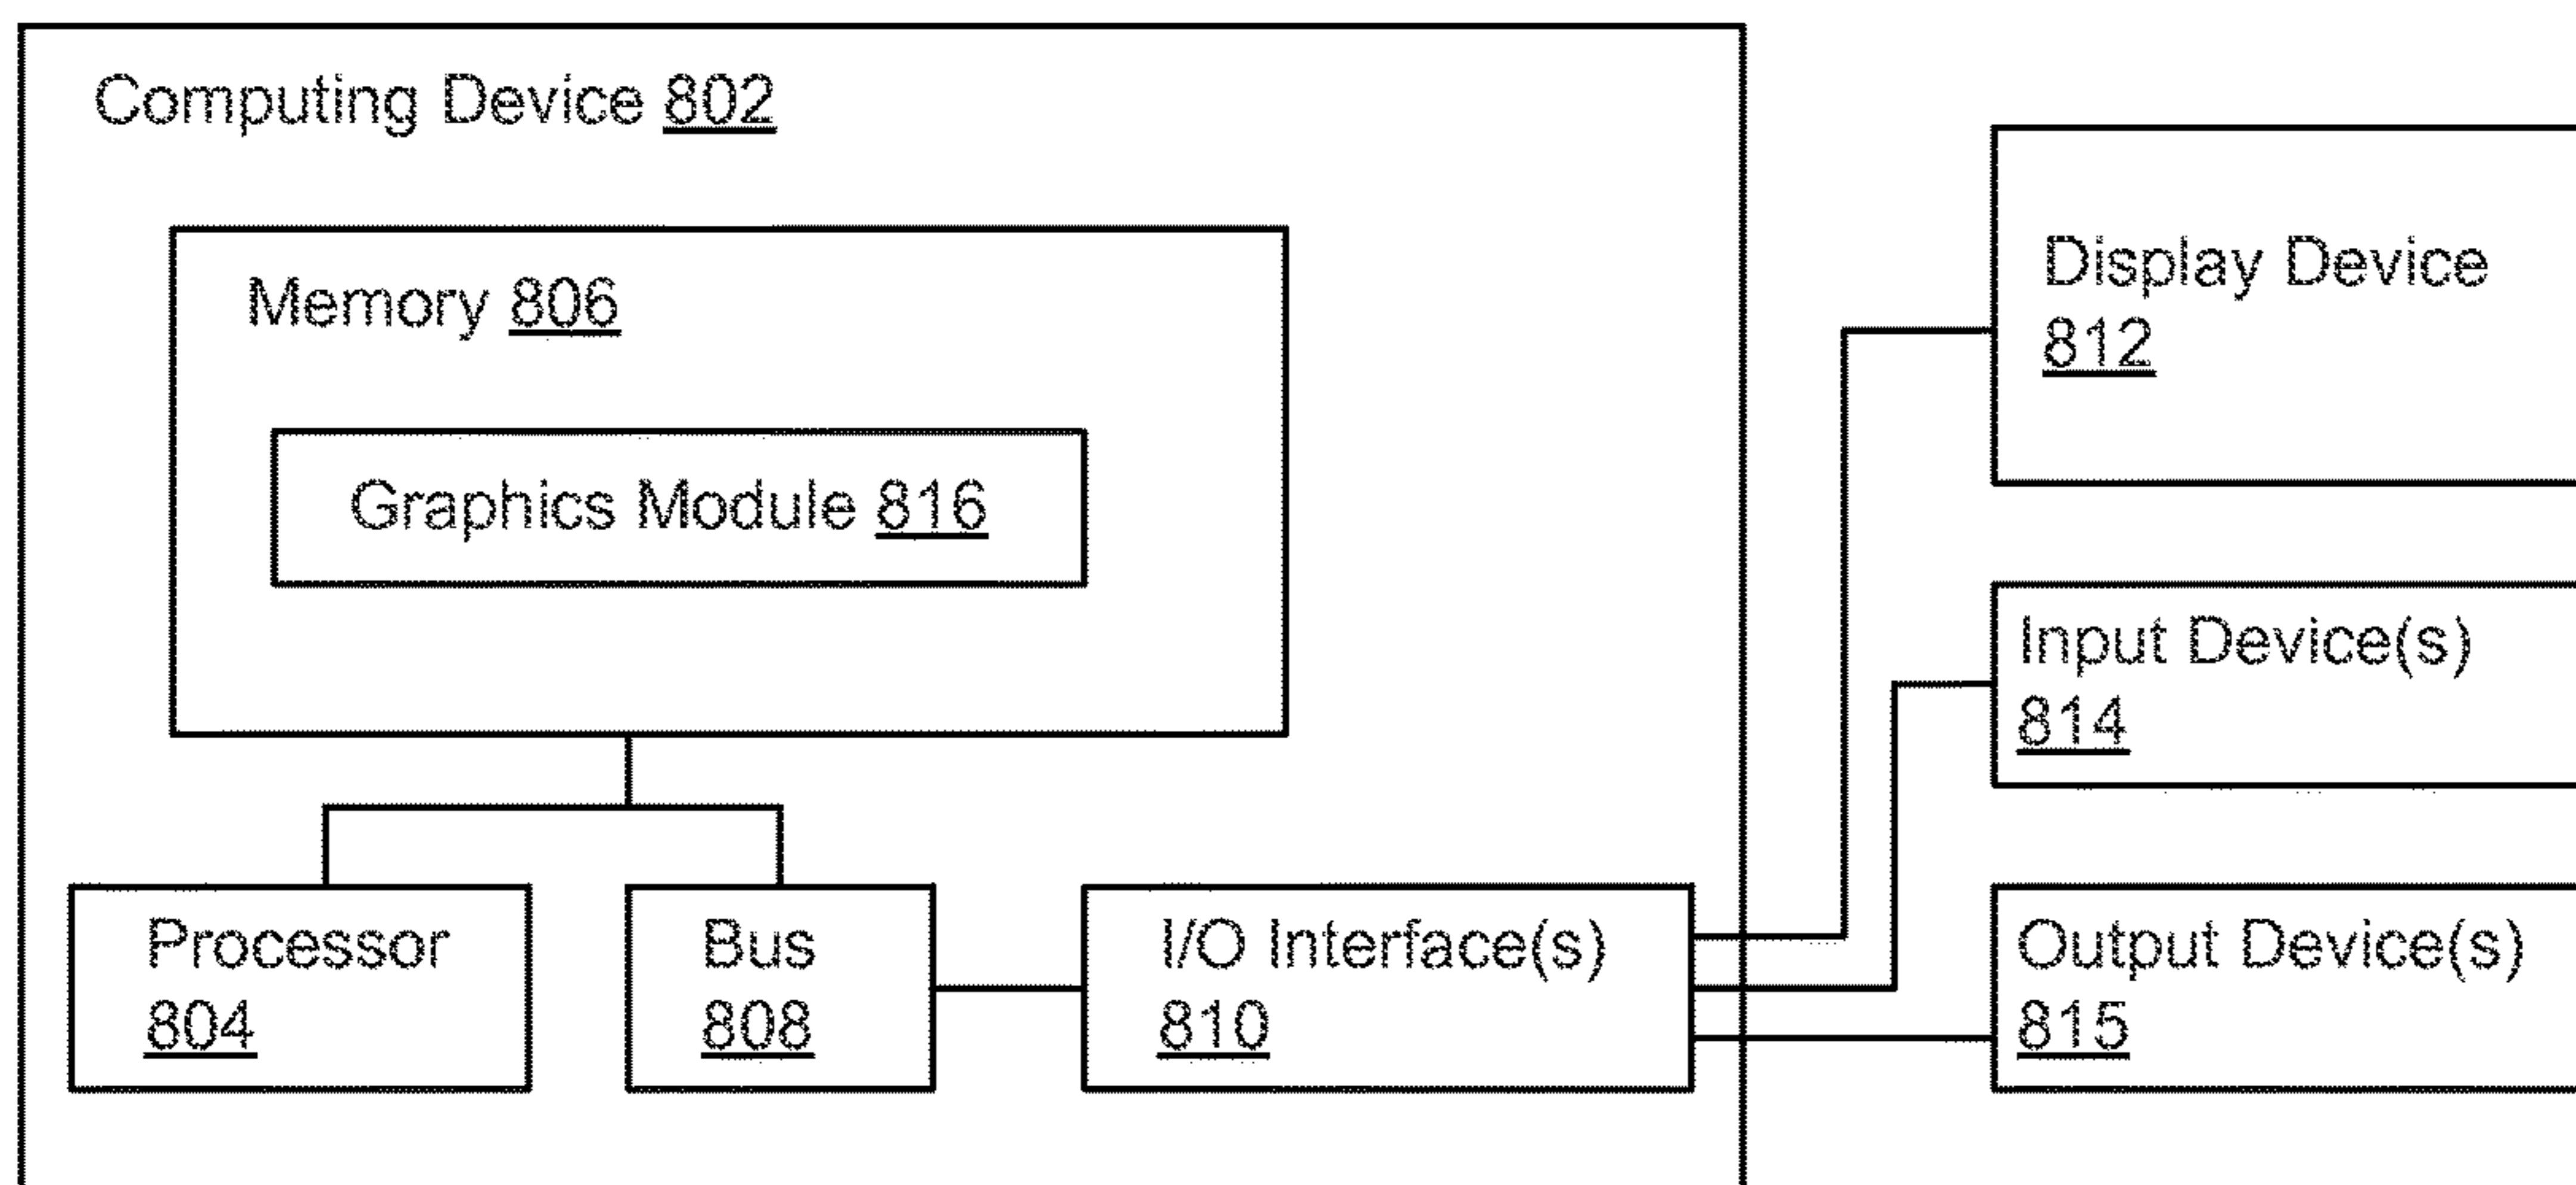 Computing Device 802
Memory 806
Graphics Module 816
Processor
804
Bus
808
I/O Interface(s)
810
Display Device
812
Input Device(s)
814
Output Device(s)
815